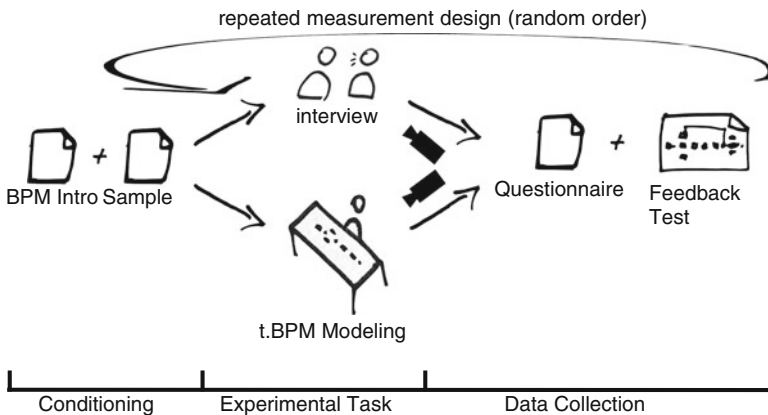 repeated measurement design (random order)
interview
BPM Intro Sample
Questionnaire
Feedback
Test
t.BPM Modeling
Conditioning
Experimental Task
Data Collection